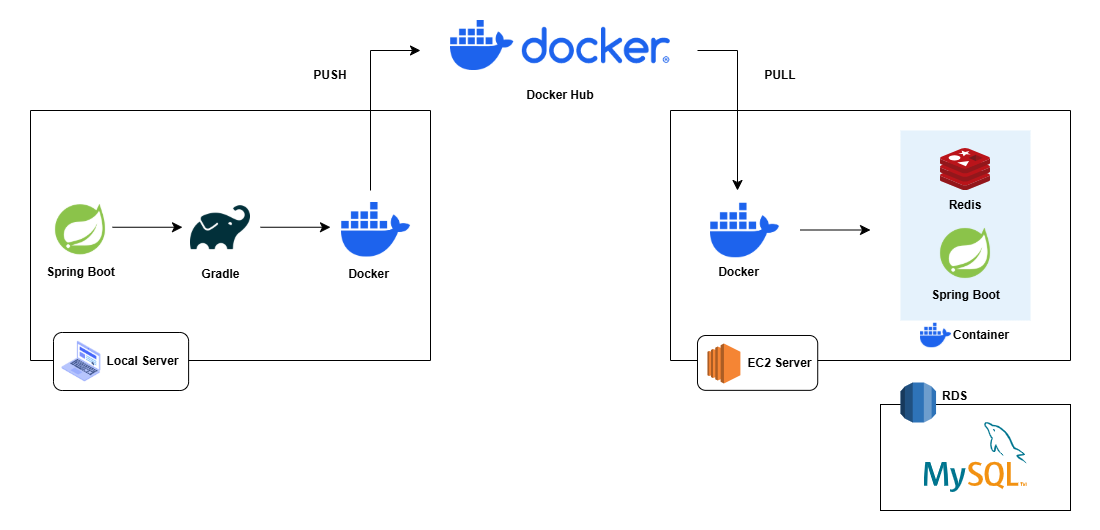 docker
PUSH
PULL
Docker Hub
Redis
Spring Boot
Gradle
Docker
Docker
Spring Boot
Container
Local Server
EC2 Server
RDS
MySQL™